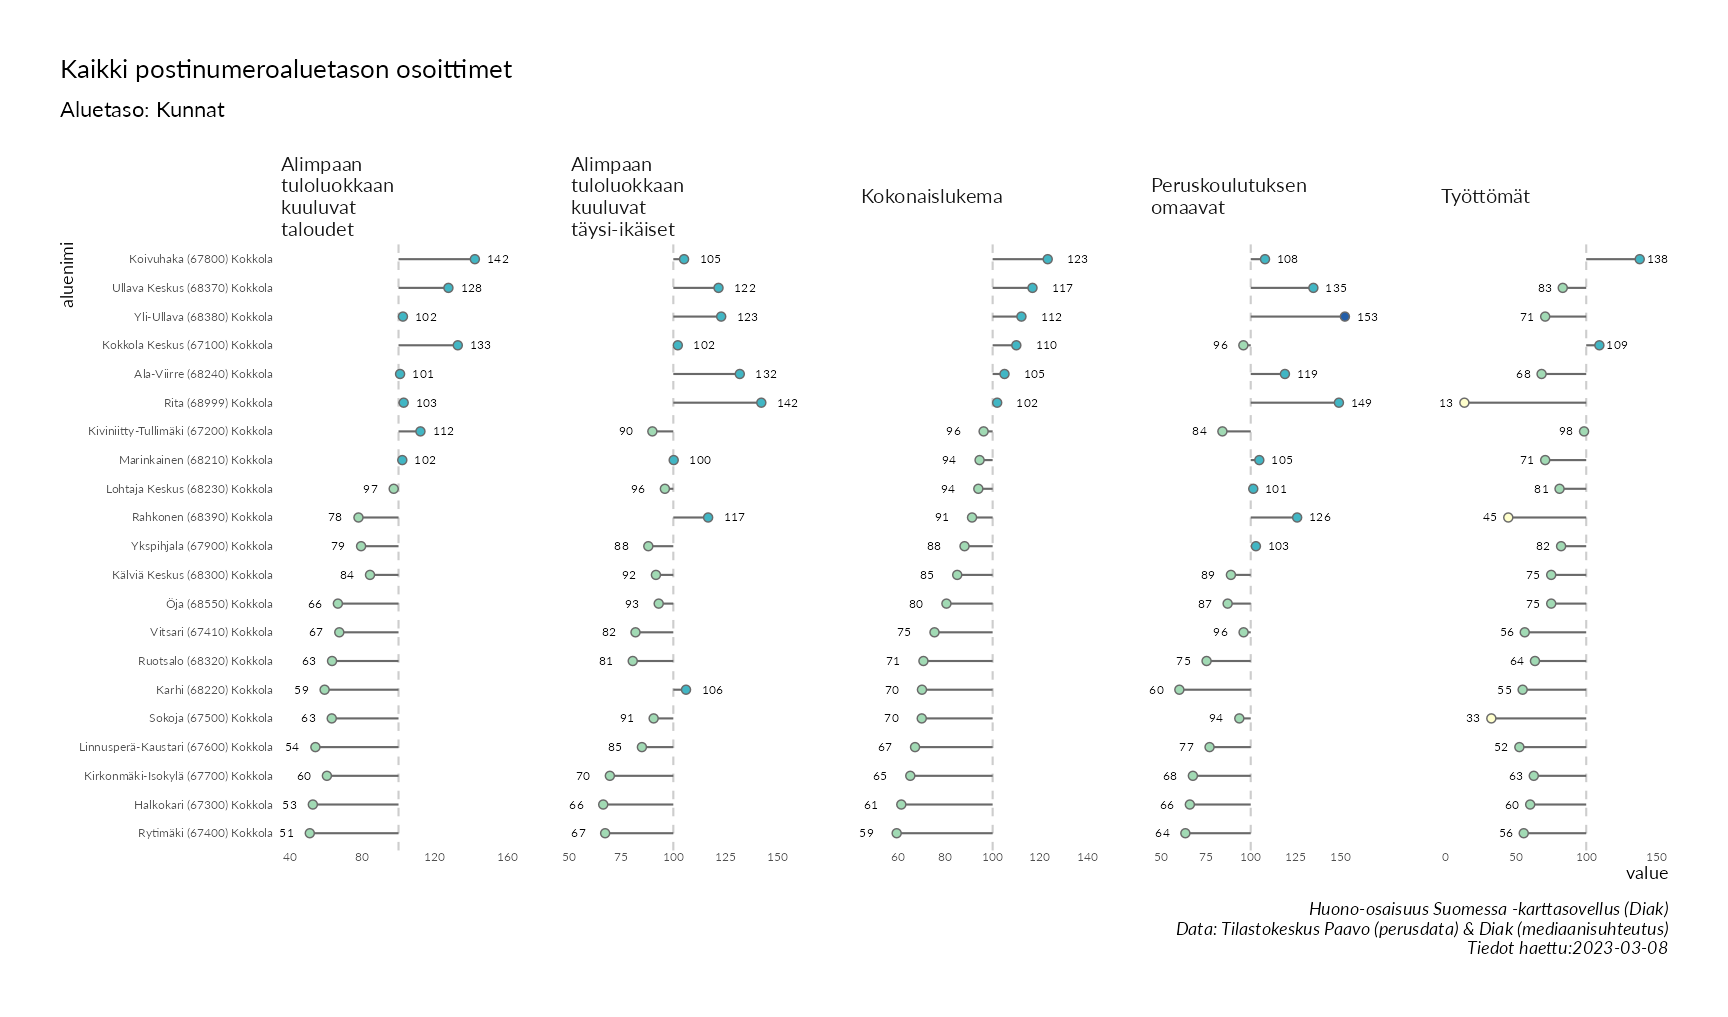 Kaikki postinumeroaluetason osoittimet
Aluetaso: Kunnat
Alimpaan
tuloluokkaan
kuuluvat
taloudet
Alimpaan
tuloluokkaan
kuuluvat
täysi-ikäiset
Kokonaislukema
Peruskoulutuksen
omaavat
Työttömät
aluenimi
Koivuhaka (67800) Kokkola 142 105 123 108 138
Ullava Keskus (68370) Kokkola 128 122 117 135 83
Yli-Ullava (68380) Kokkola 102 123 112 153 71
Kokkola Keskus (67100) Kokkola 133 102 110 96 109
Ala-Viirre (68240) Kokkola 101 132 105 119 68
Rita (68999) Kokkola 103 142 102 149 13
Kiviniitty-Tullimäki (67200) Kokkola 112 90 96 84 98
Marinkainen (68210) Kokkola 102 100 94 105 71
Lohtaja Keskus (68230) Kokkola 97 96 94 101 81
Rahkonen (68390) Kokkola 78 117 91 126 45
Ykspihjala (67900) Kokkola 79 88 88 103 82
Kälviä Keskus (68300) Kokkola 84 92 85 89 75
Öja (68550) Kokkola 66 93 80 87 75
Vitsari (67410) Kokkola 67 82 75 96 56
Ruotsalo (68320) Kokkola 63 81 71 75 64
Karhi (68220) Kokkola 59 106 70 60 55
Sokoja (67500) Kokkola 63 91 70 94 33
Linnusperä-Kaustari (67600) Kokkola 54 85 67 77 52
Kirkonmäki-Isokylä (67700) Kokkola 60 70 65 68 63
Halkokari (67300) Kokkola 53 66 61 66 60
Rytimäki (67400) Kokkola 51 67 59 64 56
40 80 120 160 50 75 100 125 150 60 80 100 120 140 50 75 100 125 150 0 50 100 150
value
Huono-osaisuus Suomessa -karttasovellus (Diak)
Data: Tilastokeskus Paavo (perusdata) & Diak (mediaanisuhteutus)
Tiedot haettu:2023-03-08